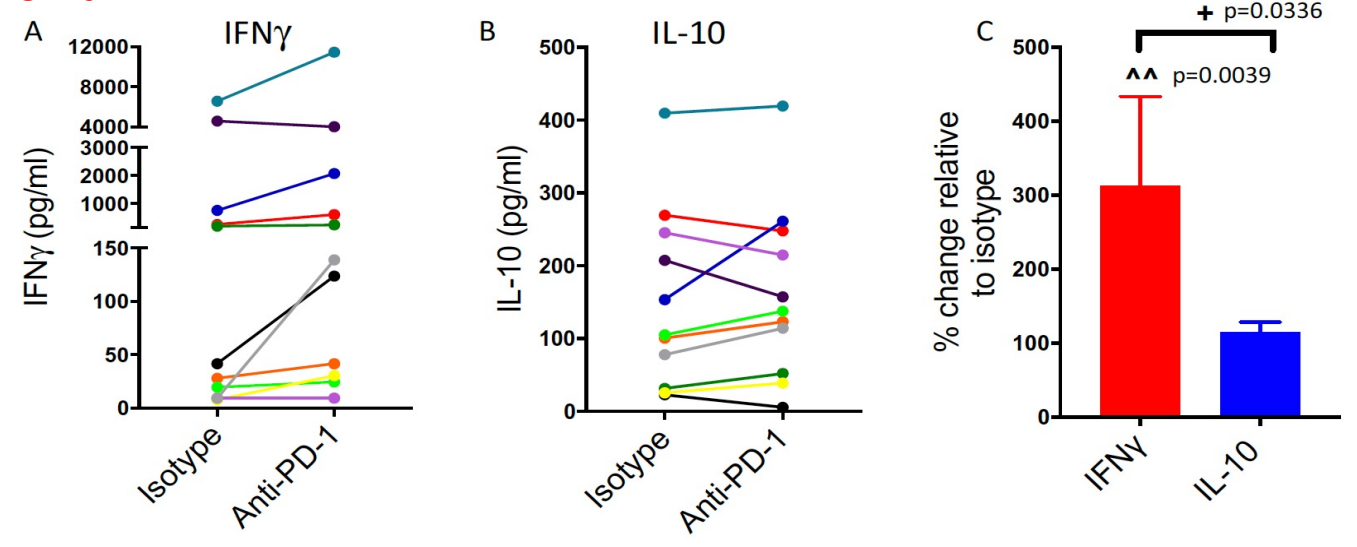 A
IFNγ
IFNγ (pg/ml)
12000
8000
4000
3000
2000
1000
150
100
50
0
Isotype
Anti-PD-1
B
IL-10
IL-10 (pg/ml)
500
400
300
200
100
0
Isotype
Anti-PD-1
C
+ p=0.0336
^^ p=0.0039
% change relative
to isotype
500
400
300
200
100
0
IFNγ
IL-10